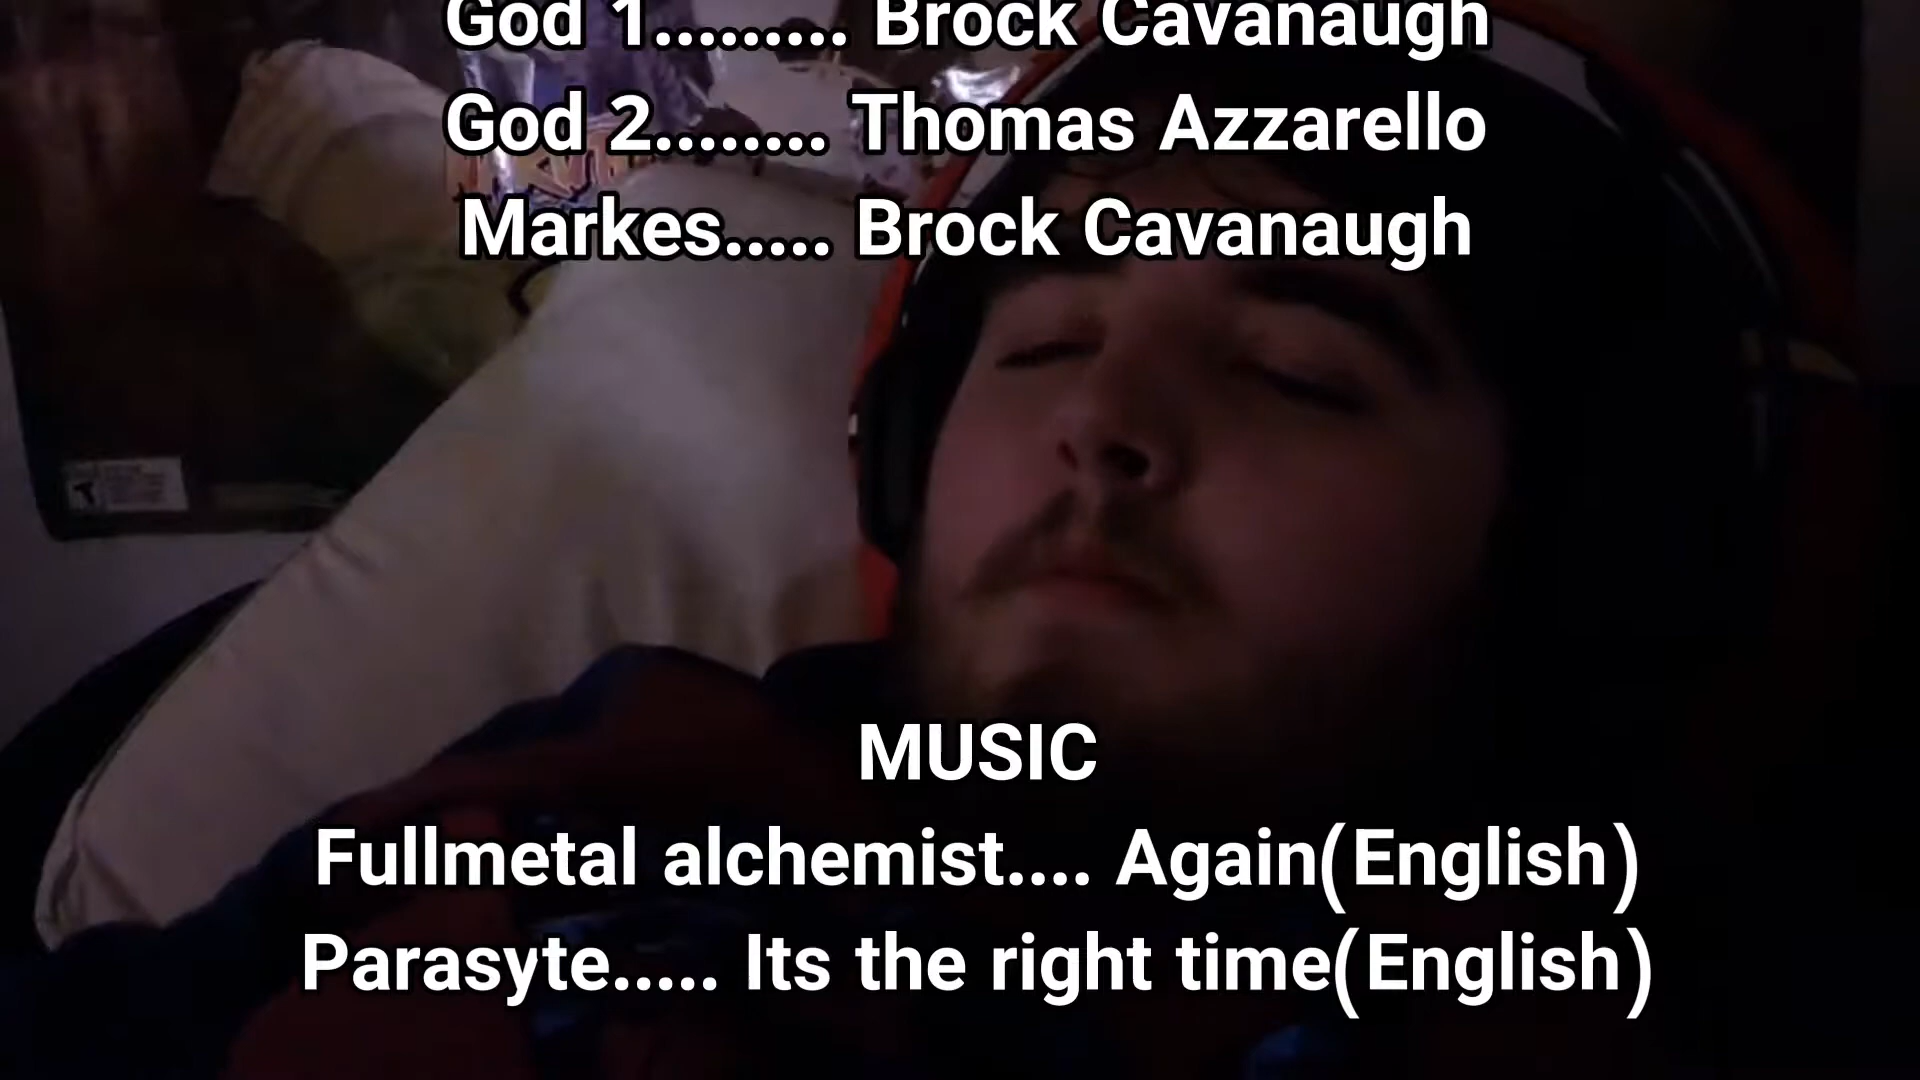 God 1......... Brock Cavanaugh
God 2........ Thomas Azzarello
Markes..... Brock Cavanaugh
T
MUSIC
Fullmetal alchemist.... Again(English)
Parasyte..... Its the right time(English)